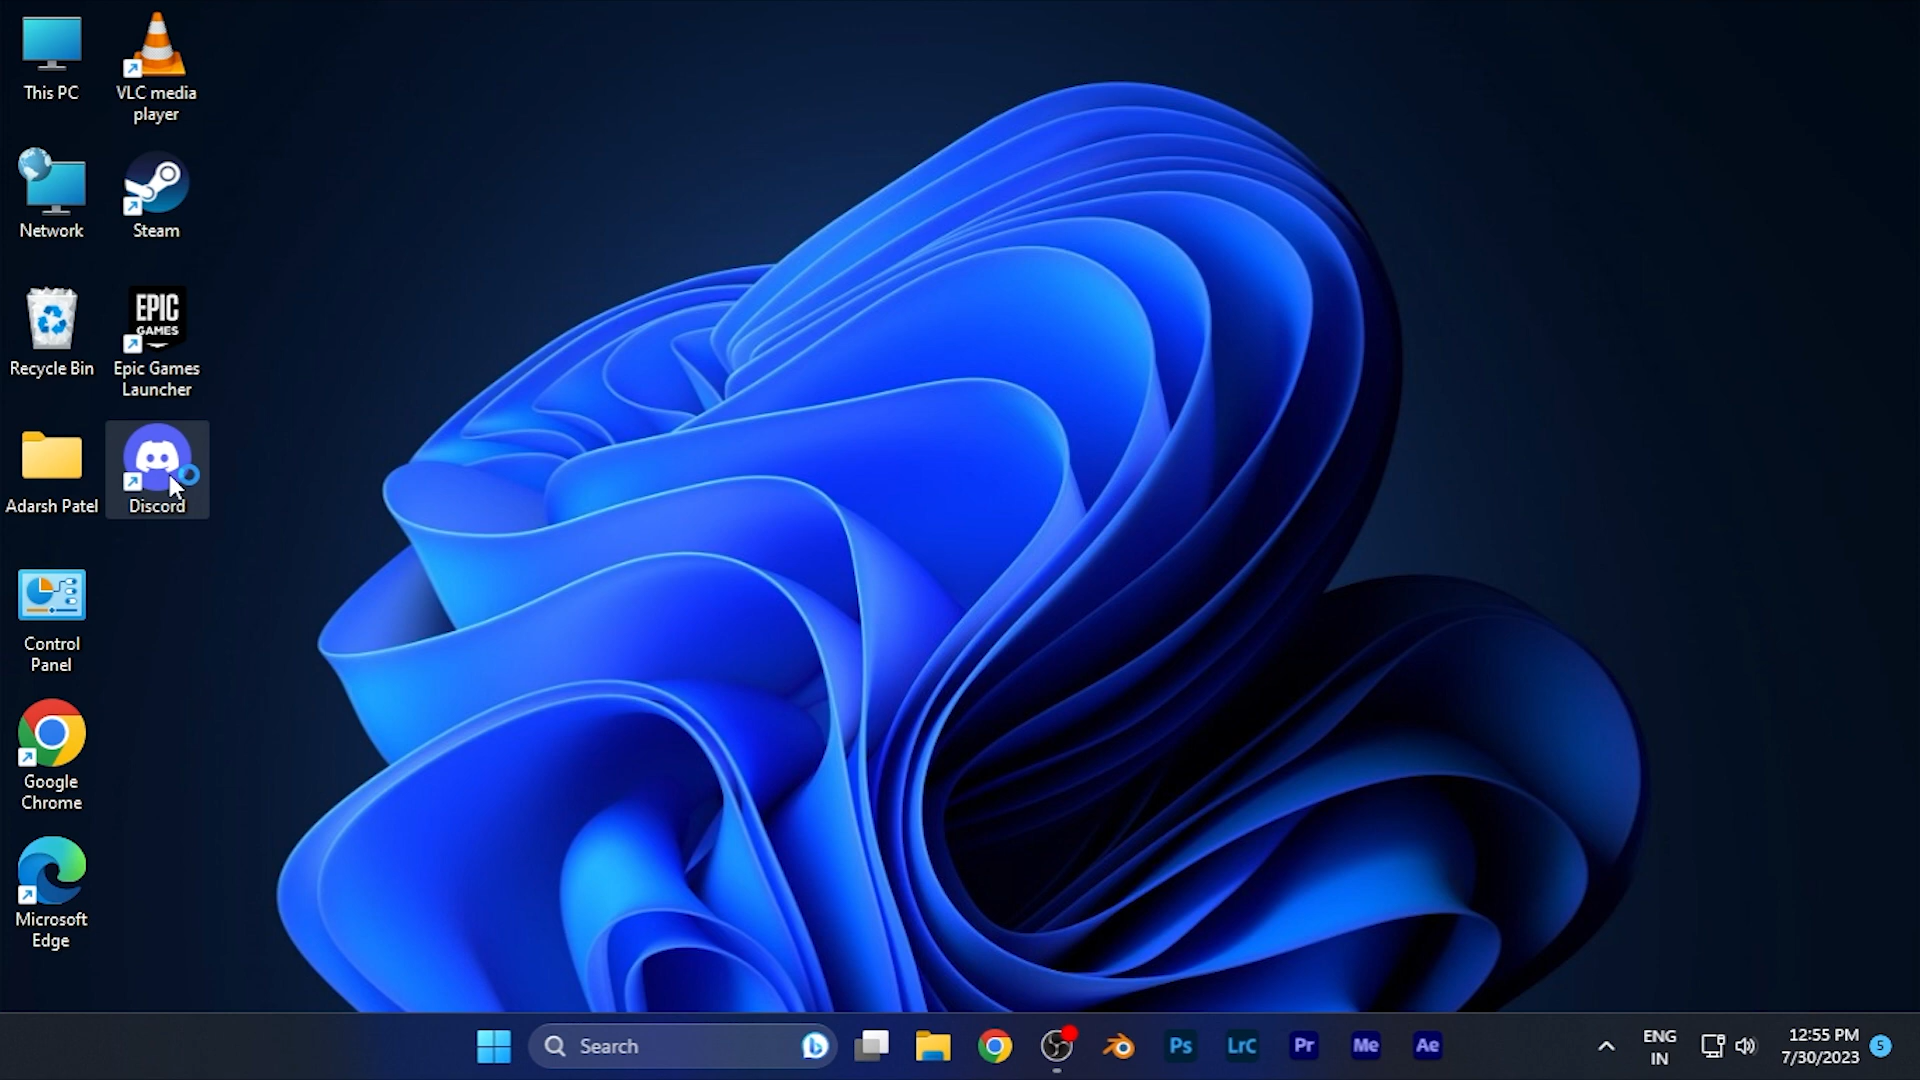 This PC
VLC media
player
Network
Steam
Recycle Bin
EPIC
GAMES
Epic Games
Launcher
Adarsh Patel
Discord
Control
Panel
Google
Chrome
Microsoft
Edge
Search
Ps
LrC
Pr
Me
Ae
ENG
IN
12:55 PM
7/30/2023
5